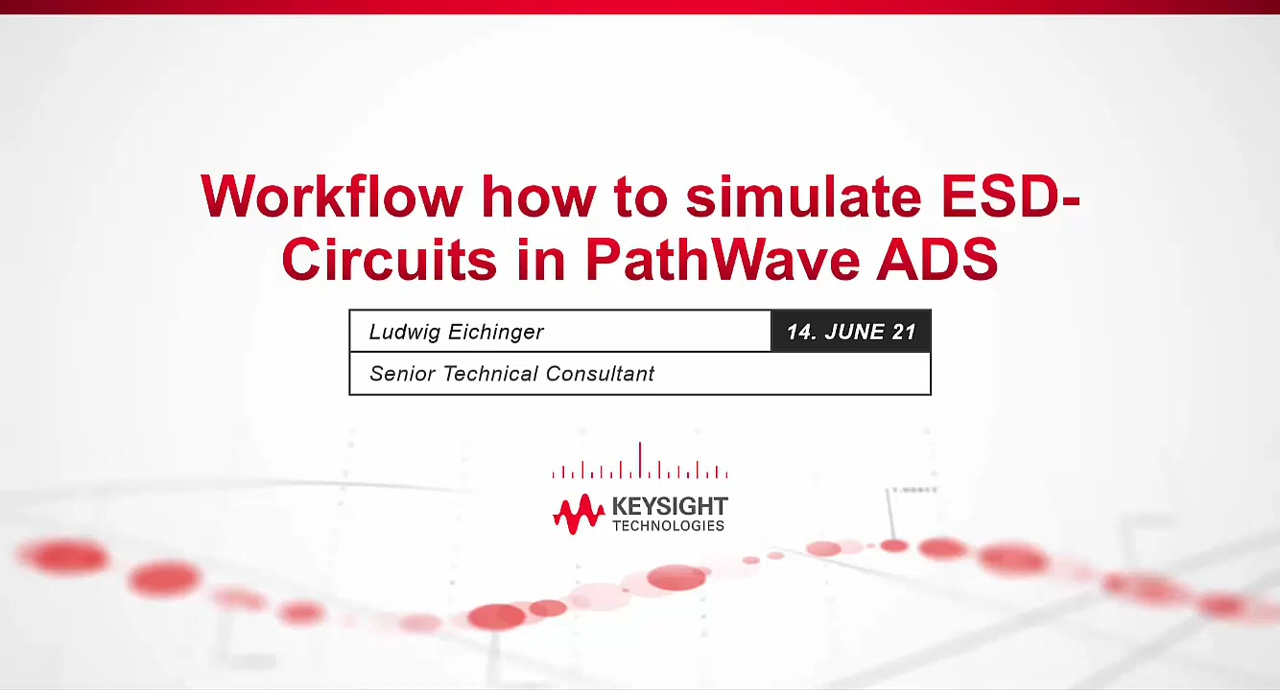 Workflow how to simulate ESD-
Circuits in PathWave ADS
Ludwig Eichinger
14. JUNE 21
Senior Technical Consultant
KEYSIGHT
TECHNOLOGIES